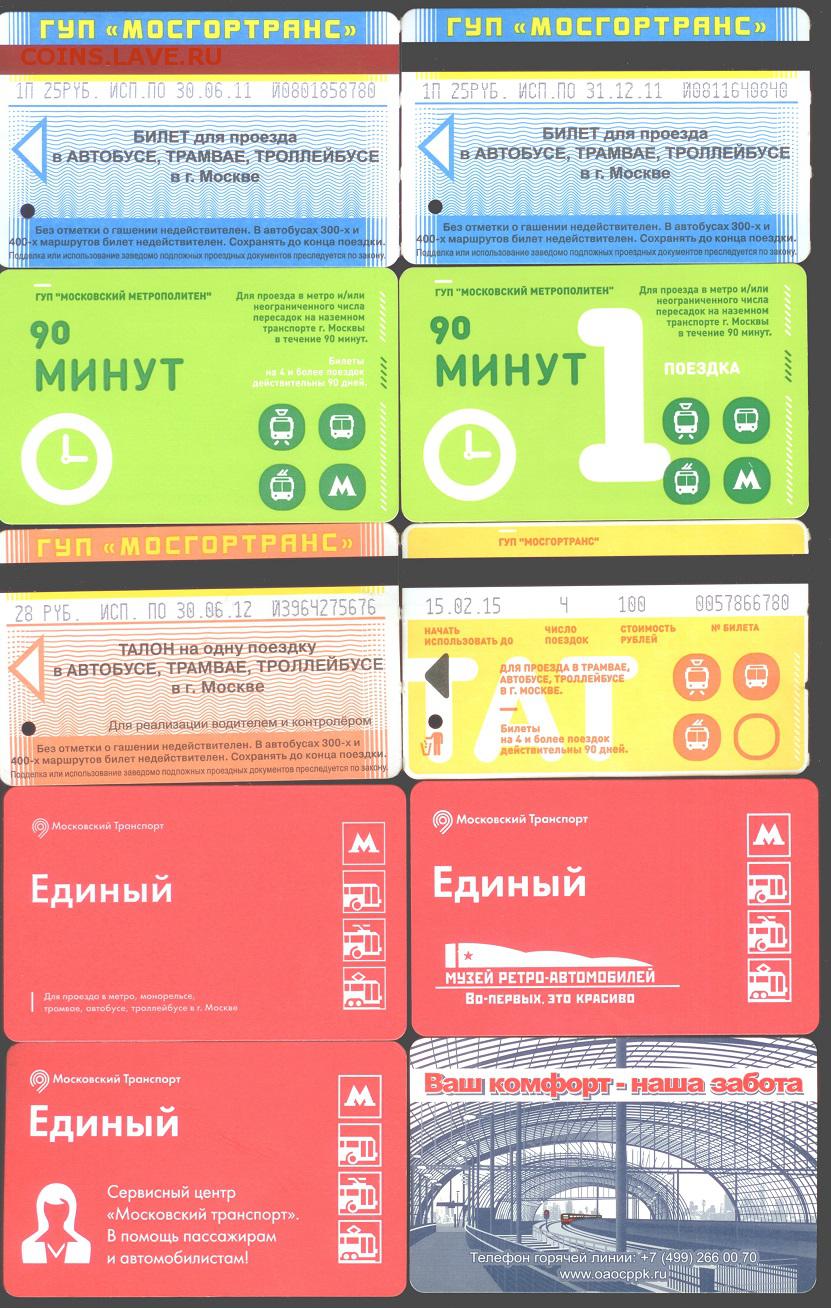 ГУП «МОСГОРТРАНС»
COINS.LAVE.RU
1П 25РУБ. ИСП.ПО 30.06.11 Й0801858780
БИЛЕТ для проезда
в АВТОБУСЕ, ТРАМВАЕ, ТРОЛЛЕЙБУСЕ
в г. Москве
Без отметки о гашении недействителен. В автобусах 300-х и
400-х маршрутов билет недействителен. Сохранять до конца поездки.
Подделка или использование заведомо подложных проездных документов преследуется по закону.
ГУП «МОСГОРТРАНС»
1П 25РУБ. ИСП.ПО 31.12.11 Й0811640840
БИЛЕТ для проезда
в АВТОБУСЕ, ТРАМВАЕ, ТРОЛЛЕЙБУСЕ
в г. Москве
Без отметки о гашении недействителен. В автобусах 300-х и
400-х маршрутов билет недействителен. Сохранять до конца поездки.
Подделка или использование заведомо подложных проездных документов преследуется по закону.
ГУП "МОСКОВСКИЙ МЕТРОПОЛИТЕН"
90
МИНУТ
Для проезда в метро и/или
неограниченного числа
пересадок на наземном
транспорте г. Москвы
в течение 90 минут.
Билеты
на 4 и более поездок
действительны 90 дней.
М
ГУП "МОСКОВСКИЙ МЕТРОПОЛИТЕН"
90
МИНУТ
1
Для проезда в метро и/или
неограниченного числа
пересадок на наземном
транспорте г. Москвы
в течение 90 минут.
ПОЕЗДКА
М
ГУП «МОСГОРТРАНС»
28 РУБ. ИСП. ПО 30.06.12 Й3964275676
ТАЛОН на одну поездку
в АВТОБУСЕ, ТРАМВАЕ, ТРОЛЛЕЙБУСЕ
в г. Москве
Для реализации водителем и контролёром
Без отметки о гашении недействителен. В автобусах 300-х и
400-х маршрутов билет недействителен. Сохранять до конца поездки.
Подделка или использование заведомо подложных проездных документов преследуется по закону.
ГУП "МОСГОРТРАНС"
15.02.15 4 100 0057866780
НАЧАТЬ
ИСПОЛЬЗОВАТЬ ДО
ЧИСЛО
ПОЕЗДОК
СТОИМОСТЬ
РУБЛЕЙ
№ БИЛЕТА
ТАТ
ДЛЯ ПРОЕЗДА В ТРАМВАЕ,
АВТОБУСЕ, ТРОЛЛЕЙБУСЕ
В Г. МОСКВЕ.
Билеты
на 4 и более поездок
действительны 90 дней.
Московский Транспорт
Единый
Для проезда в метро, монорельсе,
трамвае, автобусе, троллейбусе в г. Москве
М
Московский Транспорт
Единый
МУЗЕЙ РЕТРО-АВТОМОБИЛЕЙ
Во-первых, это красиво
М
Московский Транспорт
Единый
Сервисный центр
«Московский транспорт».
В помощь пассажирам
и автомобилистам!
М
Ваш комфорт - наша забота
Телефон горячей линии: +7 (499) 266 00 70
www.oaocppk.ru